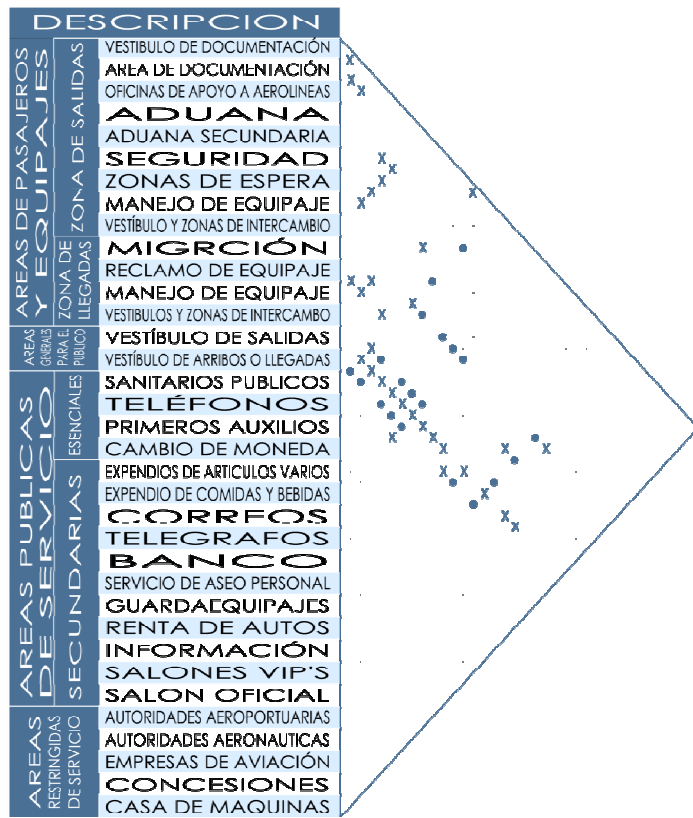 DESCRIPCION
AREAS DE PASAJEROS
Y EQUIPAJES
ZONA DE SALIDAS
VESTIBULO DE DOCUMENTACIÓN
AREA DE DOCUMENTACIÓN
OFICINAS DE APOYO A AEROLINEAS
ADUANA
ADUANA SECUNDARIA
SEGURIDAD
ZONAS DE ESPERA
MANEJO DE EQUIPAJE
VESTÍBULO Y ZONAS DE INTERCAMBIO
ZONA DE
LLEGADAS
MIGRCIÓN
RECLAMO DE EQUIPAJE
MANEJO DE EQUIPAJE
VESTIBULOS Y ZONAS DE INTERCAMBO
AREAS
GNERALES
PARA EL
PUBLICO
VESTÍBULO DE SALIDAS
VESTÍBULO DE ARRIBOS O LLEGADAS
AREAS PUBLICAS
DE SERVICIO
ESENCIALES
SANITARIOS PUBLICOS
TELÉFONOS
PRIMEROS AUXILIOS
CAMBIO DE MONEDA
SECUNDARIAS
EXPENDIOS DE ARTICULOS VARIOS
EXPENDIO DE COMIDAS Y BEBIDAS
CORREOS
TELEGRAFOS
BANCO
SERVICIO DE ASEO PERSONAL
GUARDAEQUIPAJES
RENTA DE AUTOS
INFORMACIÓN
SALONES VIP'S
SALON OFICIAL
AREAS
RESTRINGIDAS
DE SERVICIO
AUTORIDADES AEROPORTUARIAS
AUTORIDADES AERONAUTICAS
EMPRESAS DE AVIACIÓN
CONCESIONES
CASA DE MAQUINAS